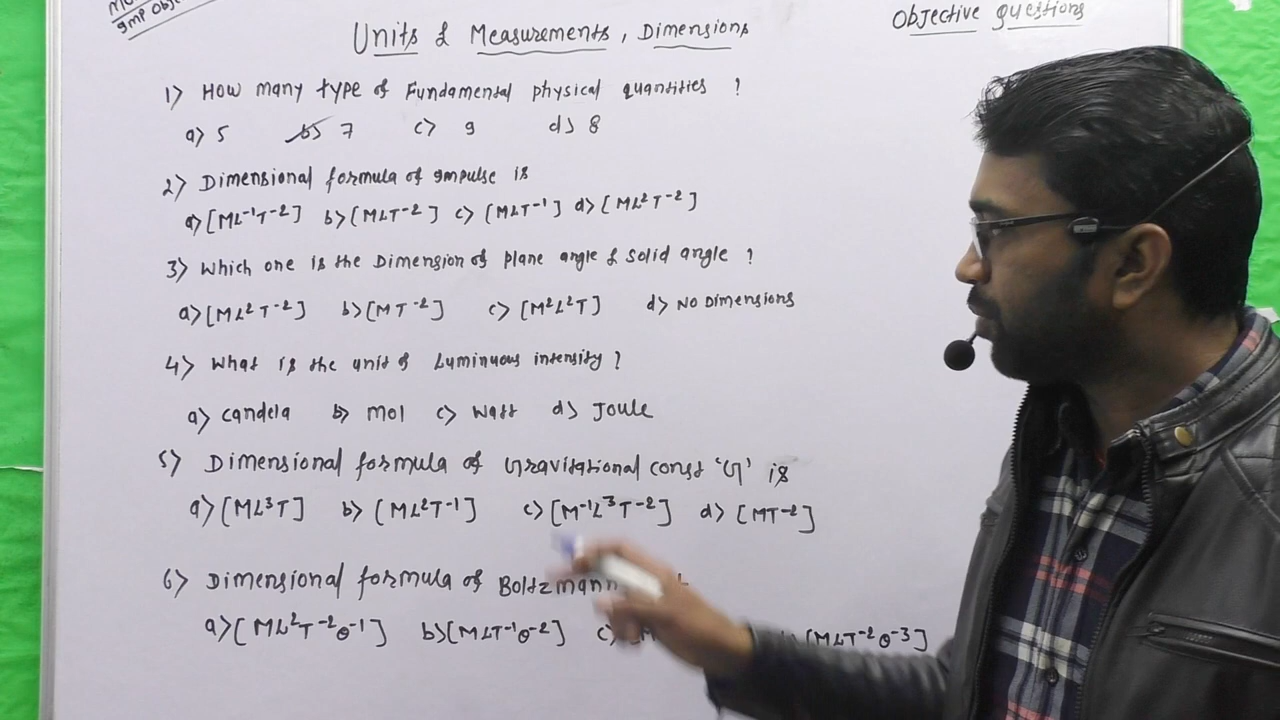 Imp Obje
Units & Measurements, Dimensions
Objective questions
1) How many type of Fundamental physical quantities ?
a) 5 b) 7 c) 9 d) 8
2) Dimensional formula of Impulse is
a) [ML⁻¹T⁻²] b) [MLT⁻²] c) [MLT⁻¹] d) [ML²T⁻²]
3) Which one is the Dimension of plane angle & solid angle ?
a) [ML²T⁻²] b) [MT⁻²] c) [M²L²T] d) No Dimensions
4) What is the unit of Luminous intensity ?
a) candela b) mol c) Watt d) Joule
5) Dimensional formula of Gravitational const 'G' is
a) [ML³T] b) [ML²T⁻¹] c) [M⁻¹L³T⁻²] d) [MT⁻²]
6) Dimensional formula of Boltzmann
a) [ML²T⁻²θ⁻¹] b) [MLT⁻¹θ⁻²] c) [M [MLT⁻²θ⁻³]